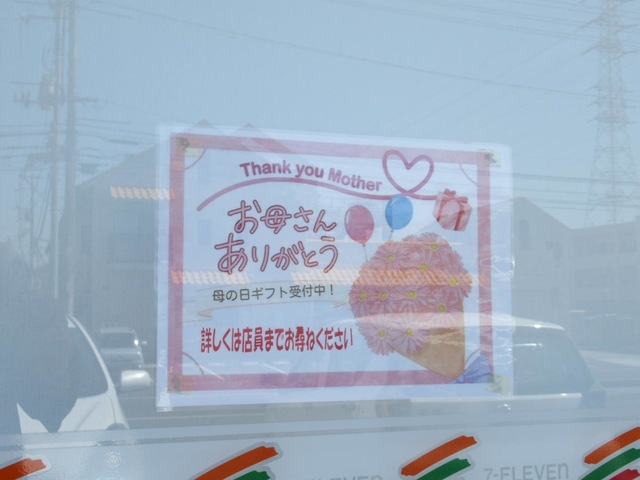 Thank you Mother
お母さん
ありがとう
母の日ギフト受付中！
詳しくは店員までお尋ねください
7-ELEVEn
7-ELEVEn